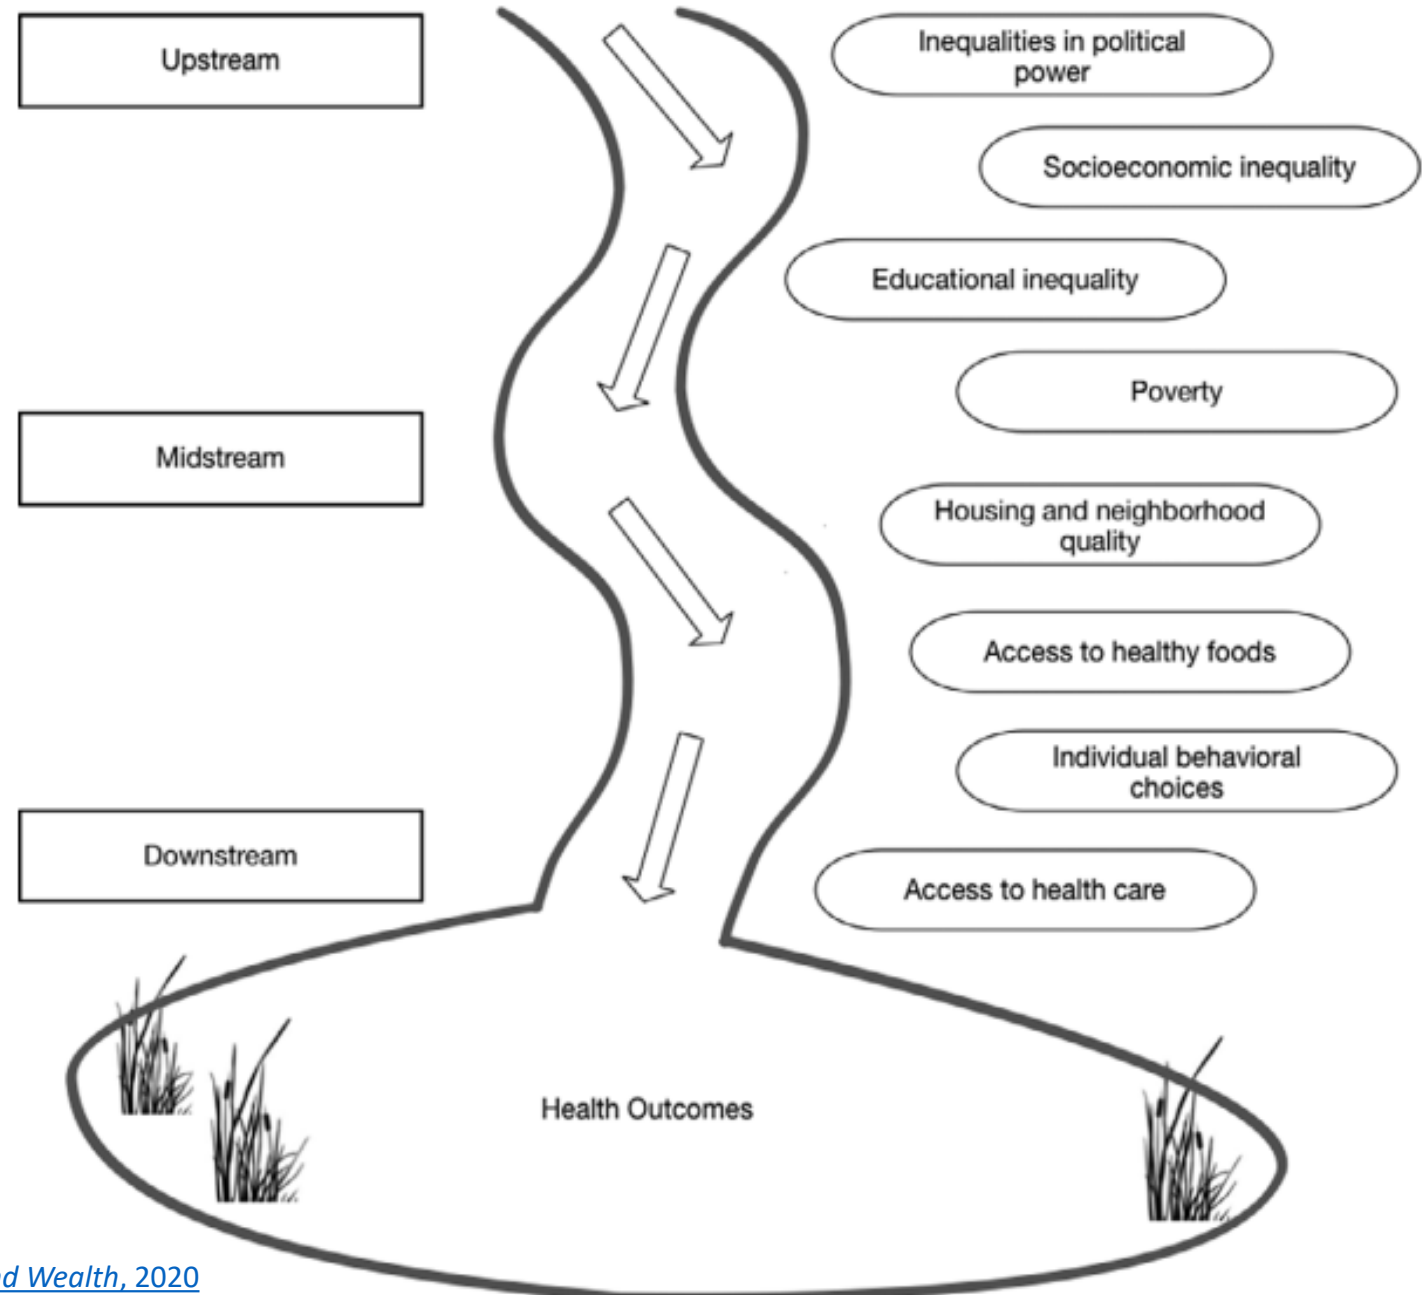 Upstream
Inequalities in political
power
Socioeconomic inequality
Educational inequality
Poverty
Midstream
Housing and neighborhood
quality
Access to healthy foods
Individual behavioral
choices
Downstream
Access to health care
Health Outcomes
d Wealth, 2020